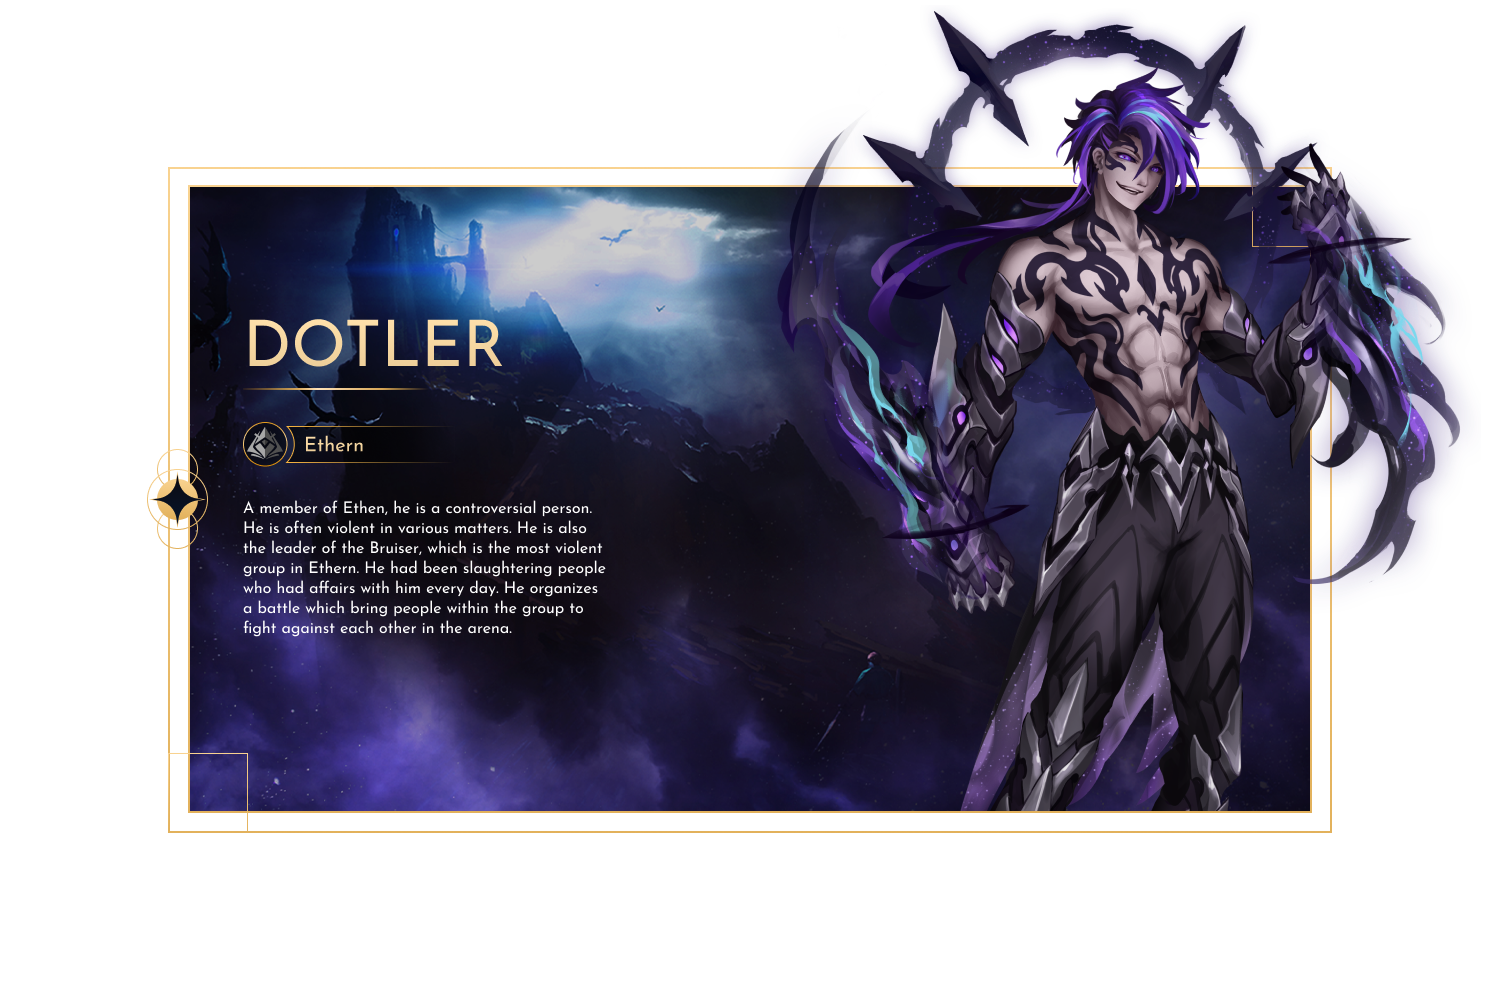 DOTLER
Ethern
A member of Ethen, he is a controversial person.
He is often violent in various matters. He is also
the leader of the Bruiser, which is the most violent
group in Ethern. He had been slaughtering people
who had affairs with him every day. He organizes
a battle which bring people within the group to
fight against each other in the arena.